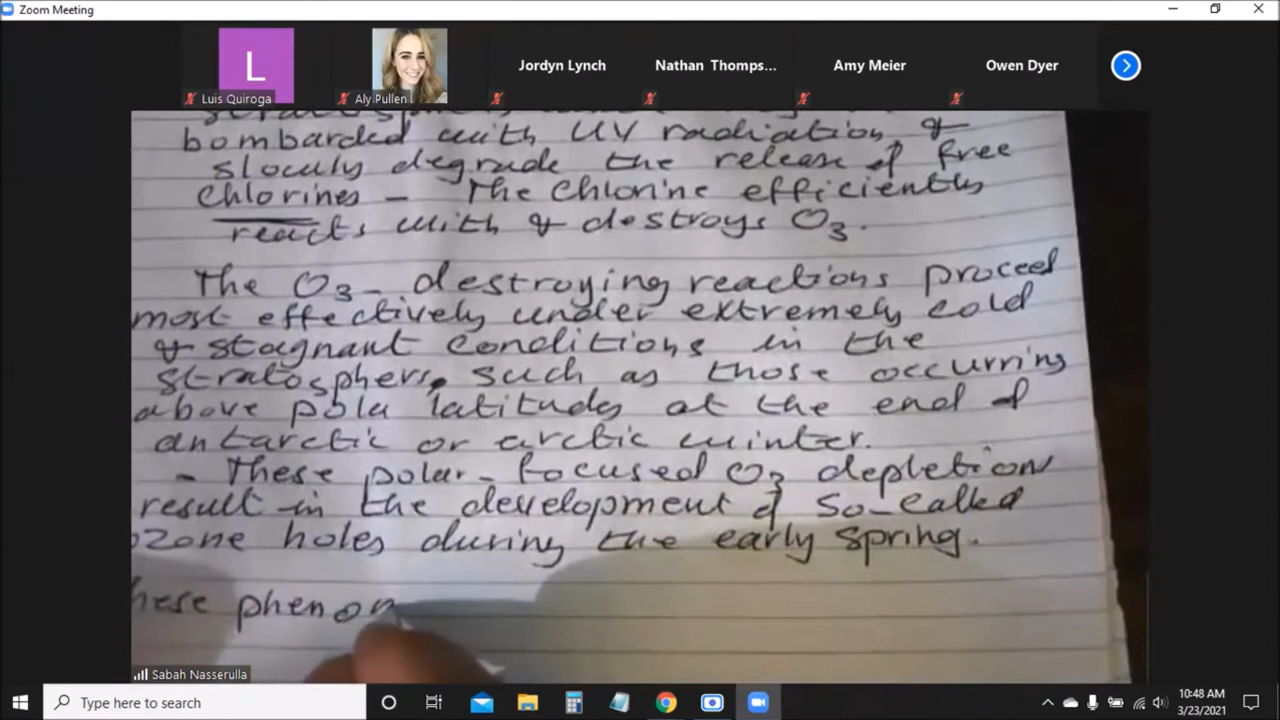 Zoom Meeting
L
Luis Quiroga
Aly Pullen
Jordyn Lynch
Nathan Thomps...
Amy Meier
Owen Dyer
bombarded with UV radiation, &
slowly degrade the release of free
Chlorines - The Chlorine efficiently
reacts with & destroys O3.
The O3- destroying reactions proceed
most effectively under extremely cold
& stagnant conditions in the
stratosphere, such as those occurring
above pola latitudes at the end of
antarctic or arctic winter.
- These polar-focused O3 depletion
result in the development of so-called
ozone holes during the early spring.
hese phenom
Sabah Nasserulla
Type here to search
10:48 AM
3/23/2021